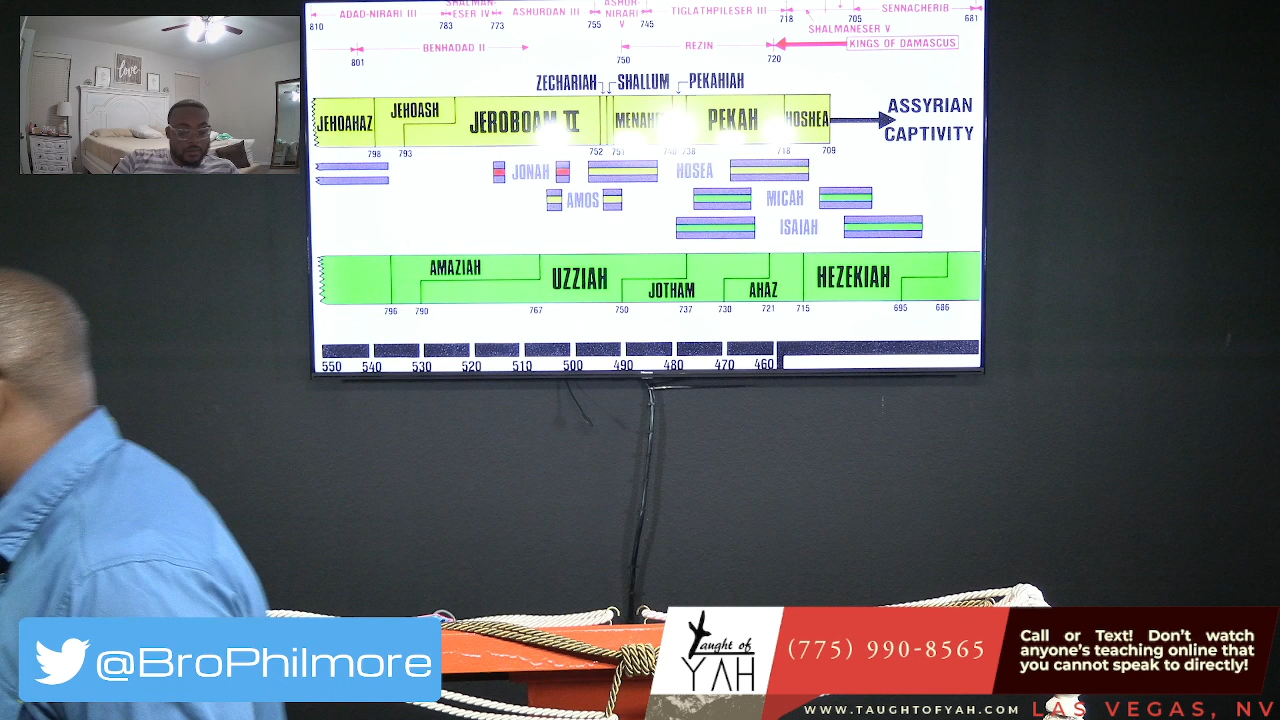 SHALMAN-
ESER IV
ASHUR-
NIRARI
V
ADAD-NIRARI III
ASHURDAN III
TIGLATHPILESER III
SENNACHERIB
810
783
773
755
745
718
705
681
SHALMANESER V
BENHADAD II
REZIN
KINGS OF DAMASCUS
801
750
720
ZECHARIAH
SHALLUM
PEKAHIAH
love
JEHOAHAZ
JEHOASH
JEROBOAM II
PEKAH
HOSHEA
ASSYRIAN
CAPTIVITY
798
793
752
751
738
718
709
JONAH
HOSEA
AMOS
MICAH
ISAIAH
AMAZIAH
UZZIAH
JOTHAM
AHAZ
HEZEKIAH
796
790
767
750
737
730
721
715
695
686
550
540
530
520
510
500
490
480
470
460
Hisense
@BroPhilmore
taught of
YAH
(775) 990-8565
Call or Text! Don't watch
anyone's teaching online that
you cannot speak to directly!
WWW.TAUGHTOFYAH.COM
LAS VEGAS, NV